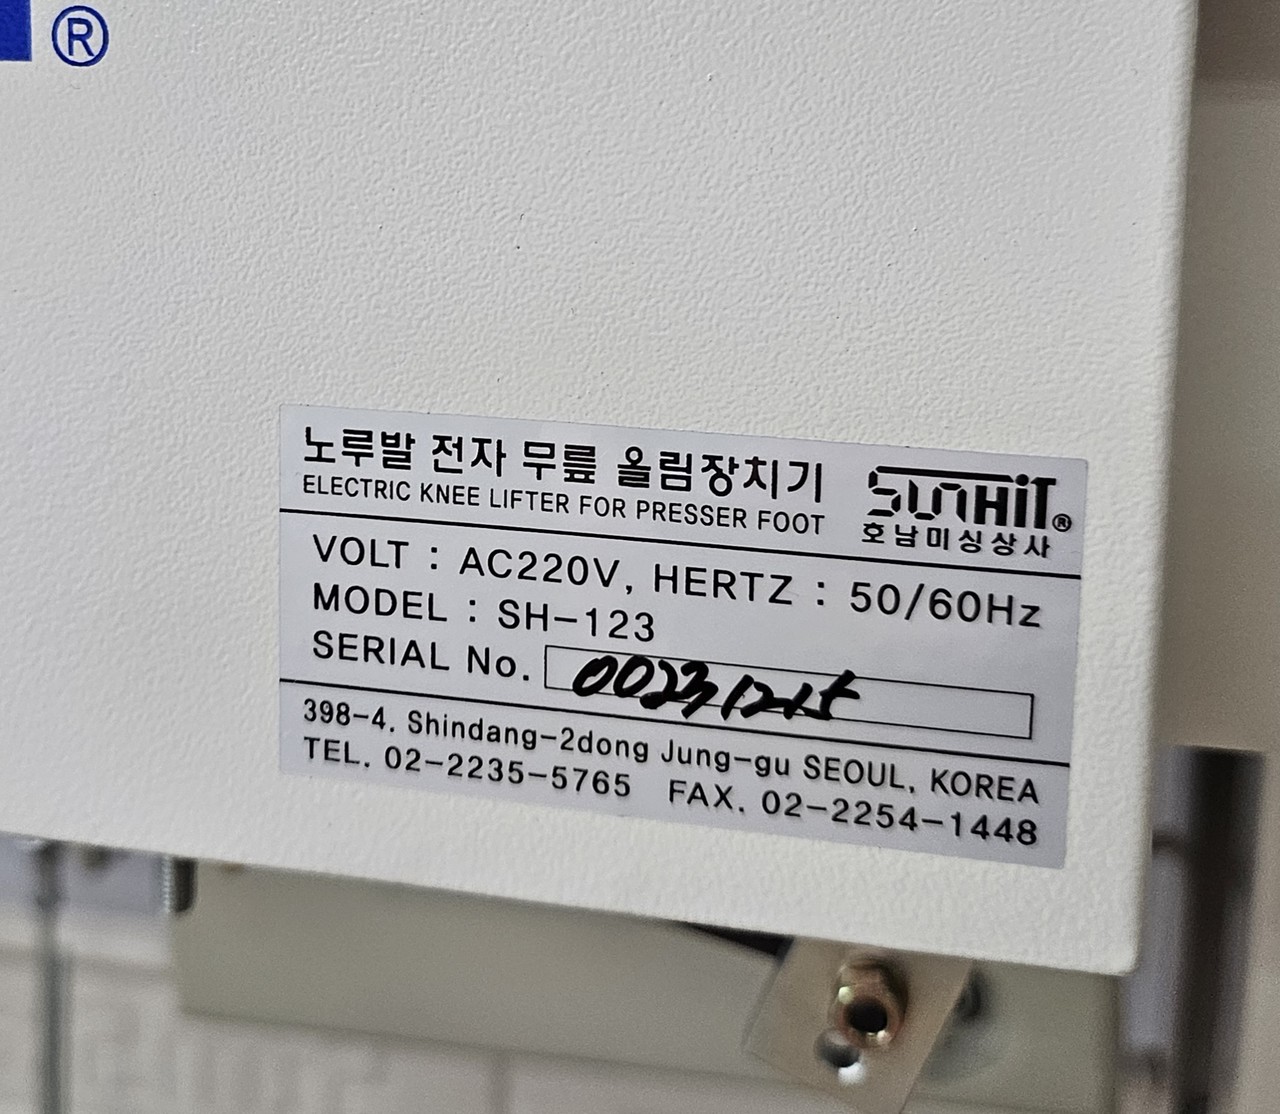 ®
노루발 전자 무릎 올림장치기
ELECTRIC KNEE LIFTER FOR PRESSER FOOT
SUNHiT®
호남미싱상사
VOLT : AC220V, HERTZ : 50/60Hz
MODEL : SH-123
SERIAL No. 00231215
398-4. Shindang-2dong Jung-gu SEOUL, KOREA
TEL. 02-2235-5765 FAX. 02-2254-1448